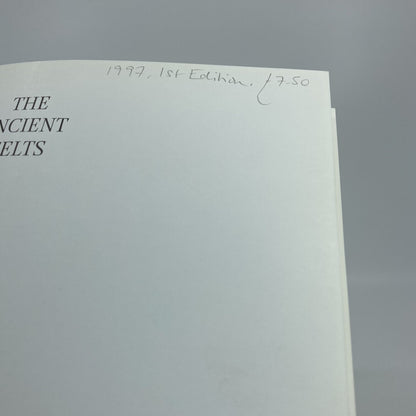 1997, 1st Edition. £7.50
THE
NCIENT
ELTS